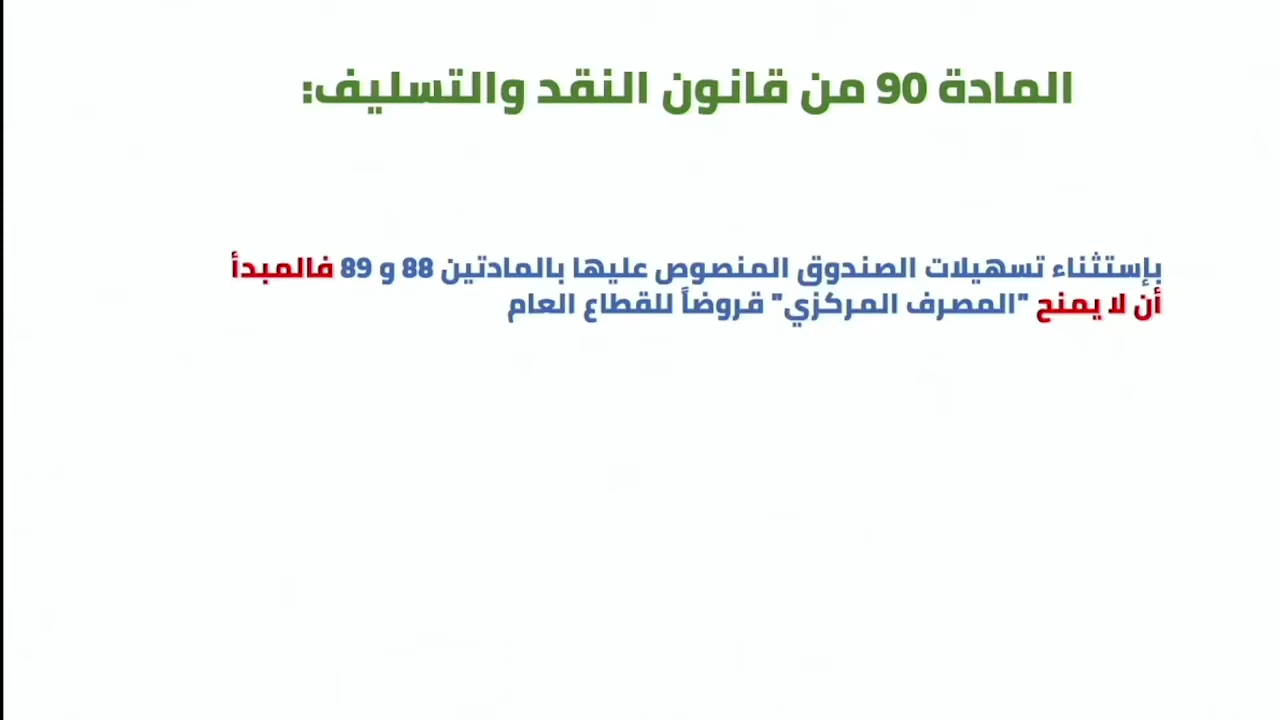 المادة 90 من قانون النقد والتسليف:
بإستثناء تسهيلات الصندوق المنصوص عليها بالمادتين 88 و 89 فالمبدأ
أن لا يمنح "المصرف المركزي" قروضاً للقطاع العام